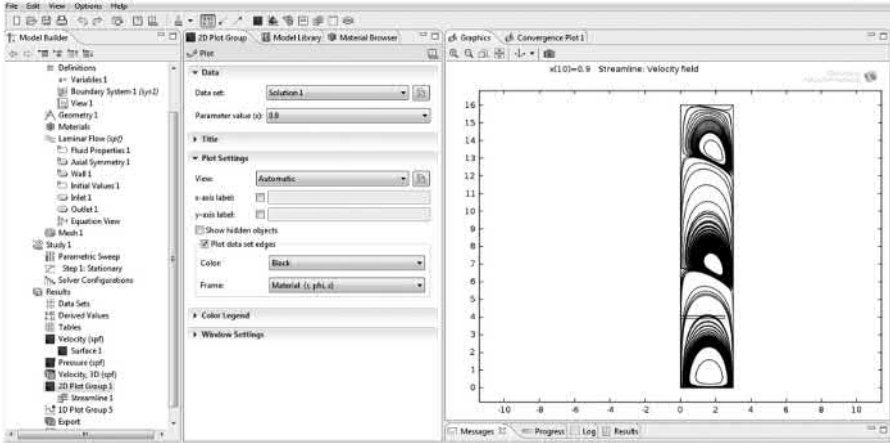 File Edit View Options Help
Model Builder
Definitions
Variables 1
Boundary System 1 (sys1)
View 1
Geometry 1
Materials
Laminar Flow (spf)
Fluid Properties 1
Axial Symmetry 1
Wall 1
Initial Values 1
Inlet 1
Outlet 1
Equation View
Mesh 1
Study 1
Parametric Sweep
Step 1: Stationary
Solver Configurations
Results
Data Sets
Derived Values
Tables
Velocity (spf)
Surface 1
Pressure (spf)
Velocity, 3D (spf)
2D Plot Group 1
Streamline 1
1D Plot Group 5
Export
2D Plot Group Model Library Material Browser
Plot
Data
Data set: Solution 1
Parameter value (x): 0.9
Title
Plot Settings
View: Automatic
x-axis label:
y-axis label:
Show hidden objects
Plot data set edges
Color: Black
Frame: Material (r, phi, z)
Color Legend
Window Settings
Graphics Convergence Plot 1
x(10)=0.9 Streamline: Velocity field
16
15
14
13
12
11
10
9
8
7
6
5
4
3
2
1
0
-10 -8 -6 -4 -2 0 2 4 6 8 10
Messages Progress Log Results